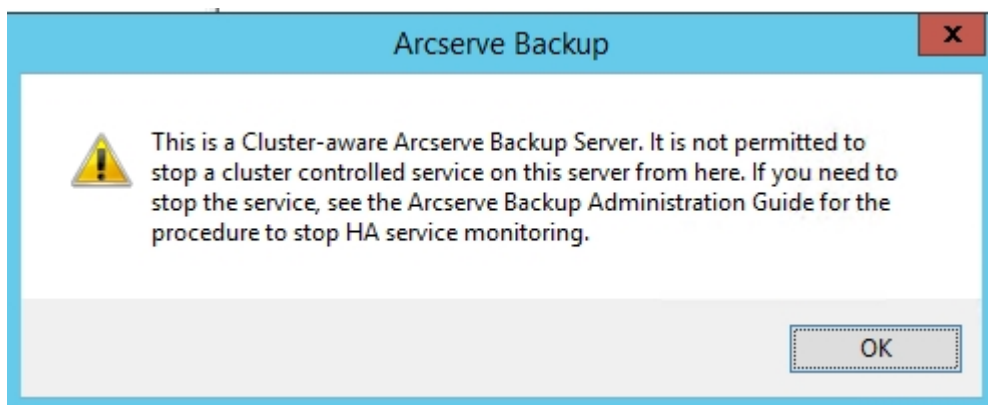 Arcserve Backup
x
This is a Cluster-aware Arcserve Backup Server. It is not permitted to
stop a cluster controlled service on this server from here. If you need to
stop the service, see the Arcserve Backup Administration Guide for the
procedure to stop HA service monitoring.
OK